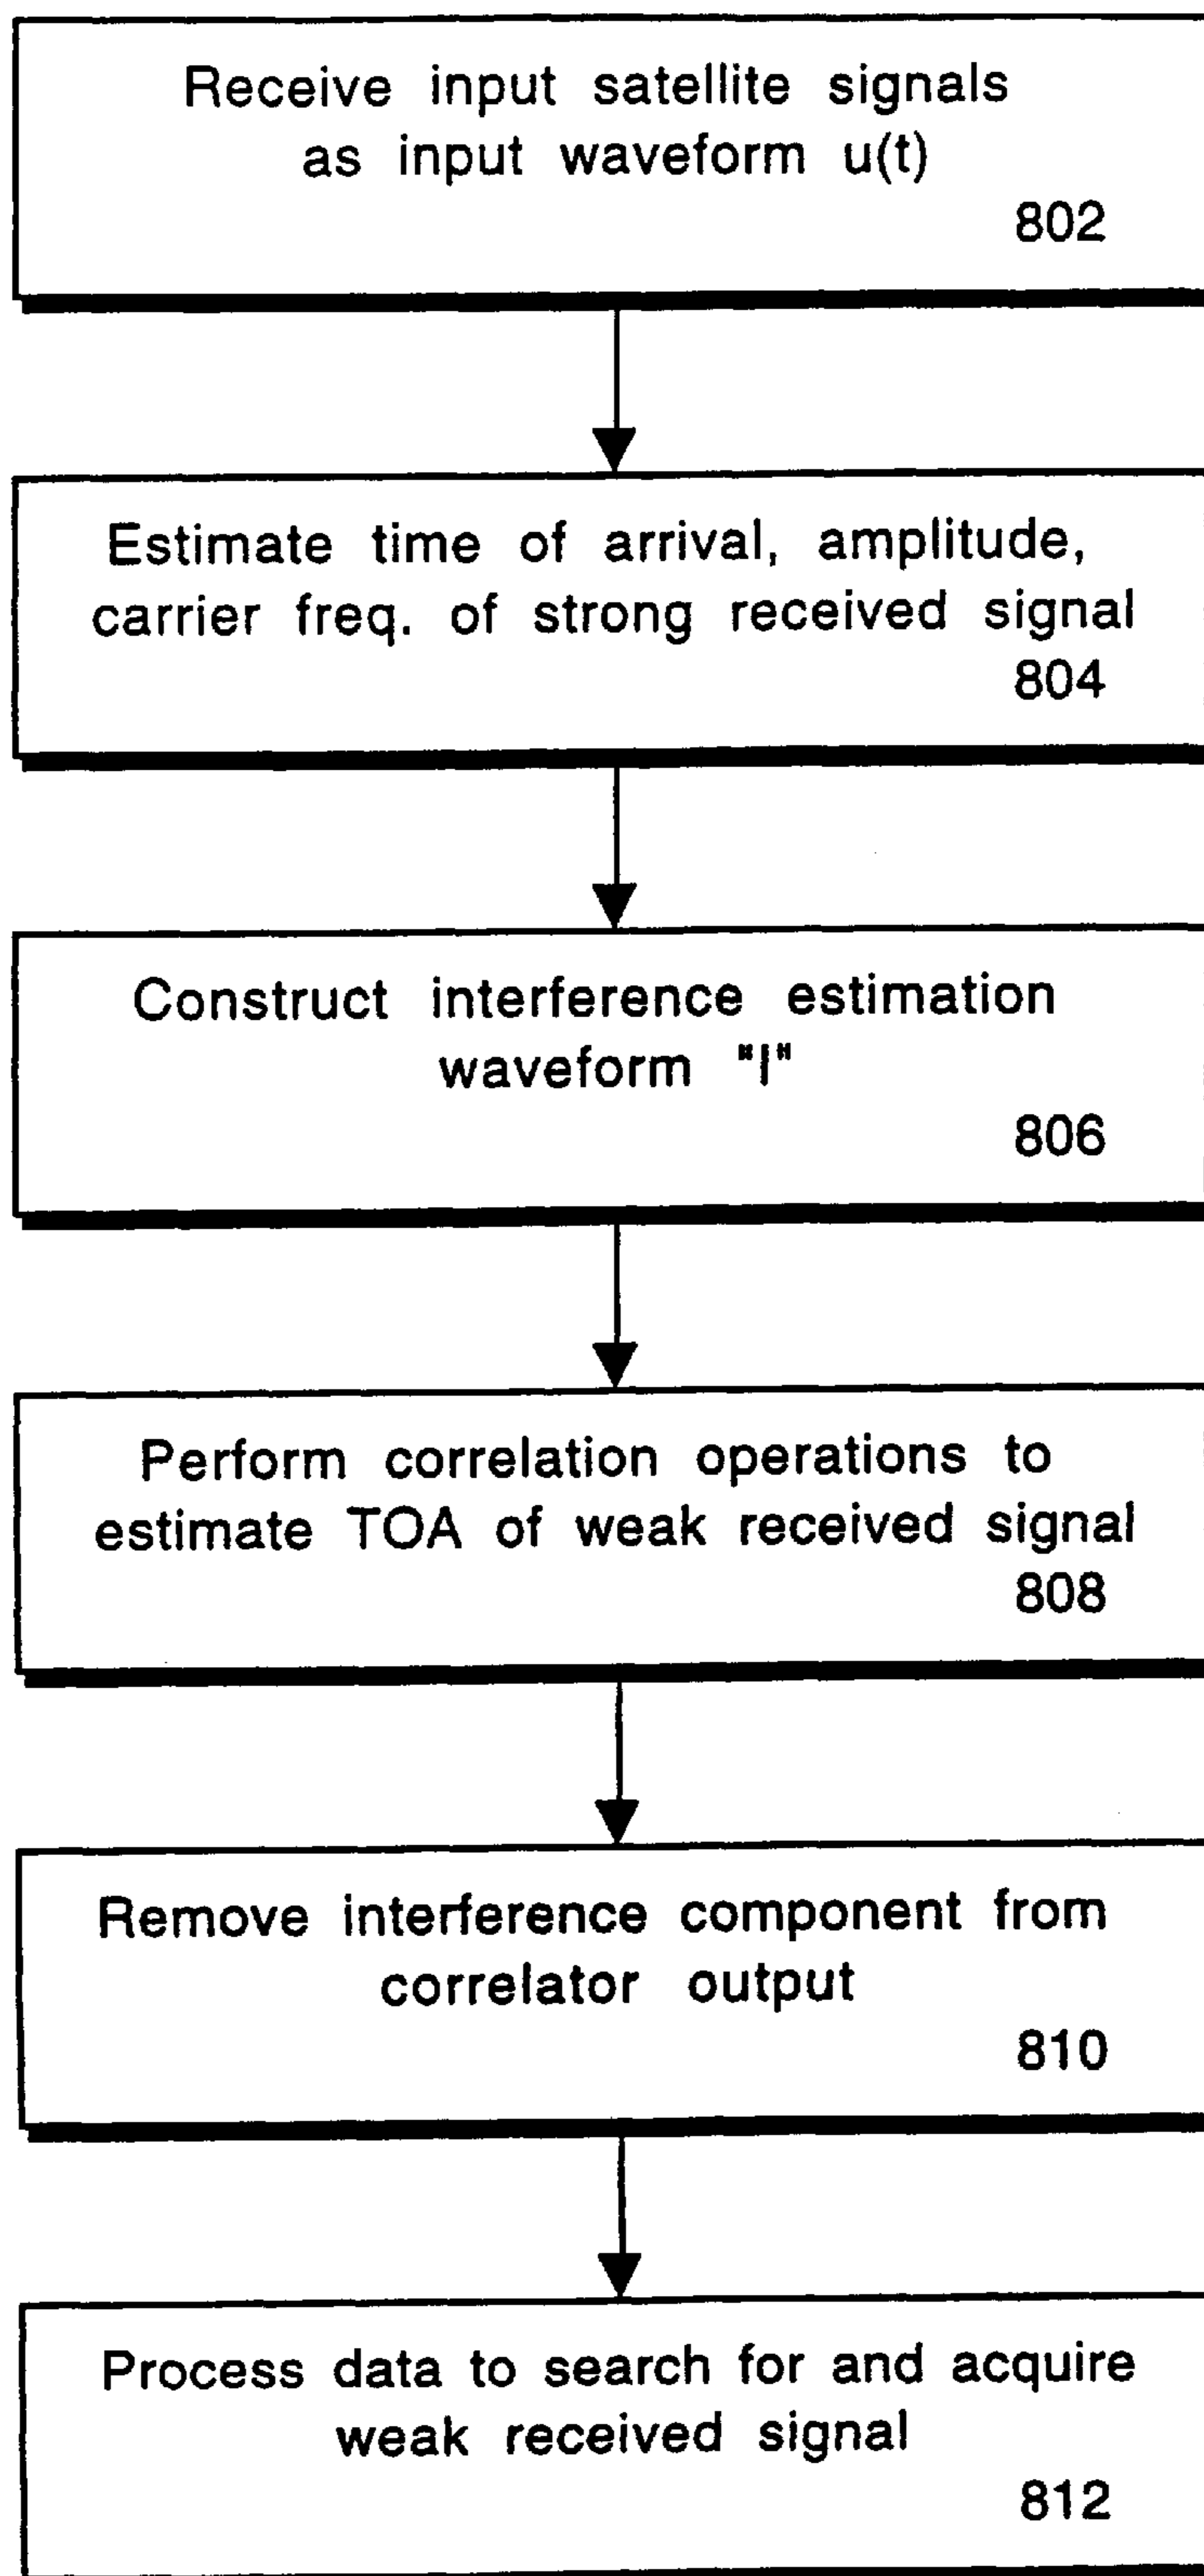 Receive input satellite signals
as input waveform u(t)
802
Estimate time of arrival, amplitude,
carrier freq. of strong received signal
804
Construct interference estimation
waveform "I"
806
Perform correlation operations to
estimate TOA of weak received signal
808
Remove interference component from
correlator output
810
Process data to search for and acquire
weak received signal
812